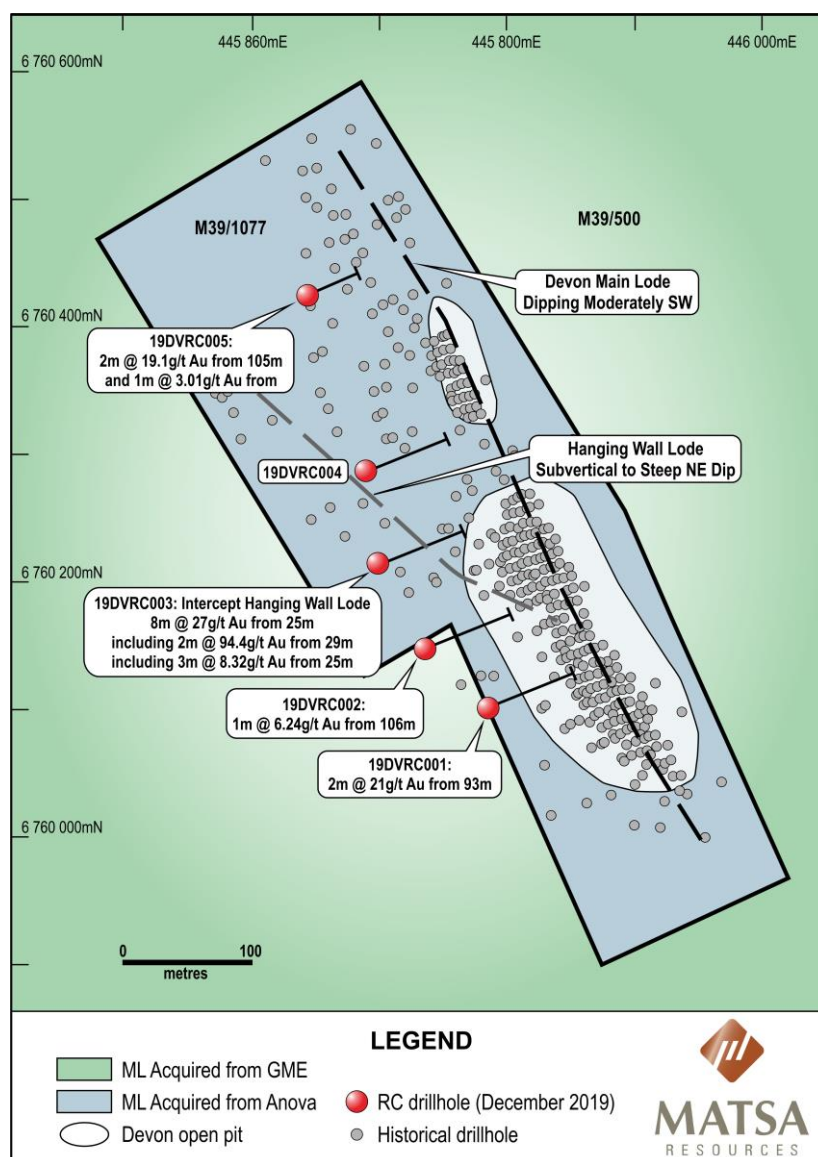 445 860mE
445 800mE
446 000mE
6 760 600mN
M39/1077
M39/500
Devon Main Lode
Dipping Moderately SW
6 760 400mN
19DVRC005:
2m @ 19.1g/t Au from 105m
and 1m @ 3.01g/t Au from
Hanging Wall Lode
Subvertical to Steep NE Dip
19DVRC004
6 760 200mN
19DVRC003: Intercept Hanging Wall Lode
8m @ 27g/t Au from 25m
including 2m @ 94.4g/t Au from 29m
including 3m @ 8.32g/t Au from 25m
19DVRC002:
1m @ 6.24g/t Au from 106m
19DVRC001:
2m @ 21g/t Au from 93m
6 760 000mN
0 100
metres
LEGEND
ML Acquired from GME
ML Acquired from Anova
Devon open pit
RC drillhole (December 2019)
Historical drillhole
MATSA
RESOURCES